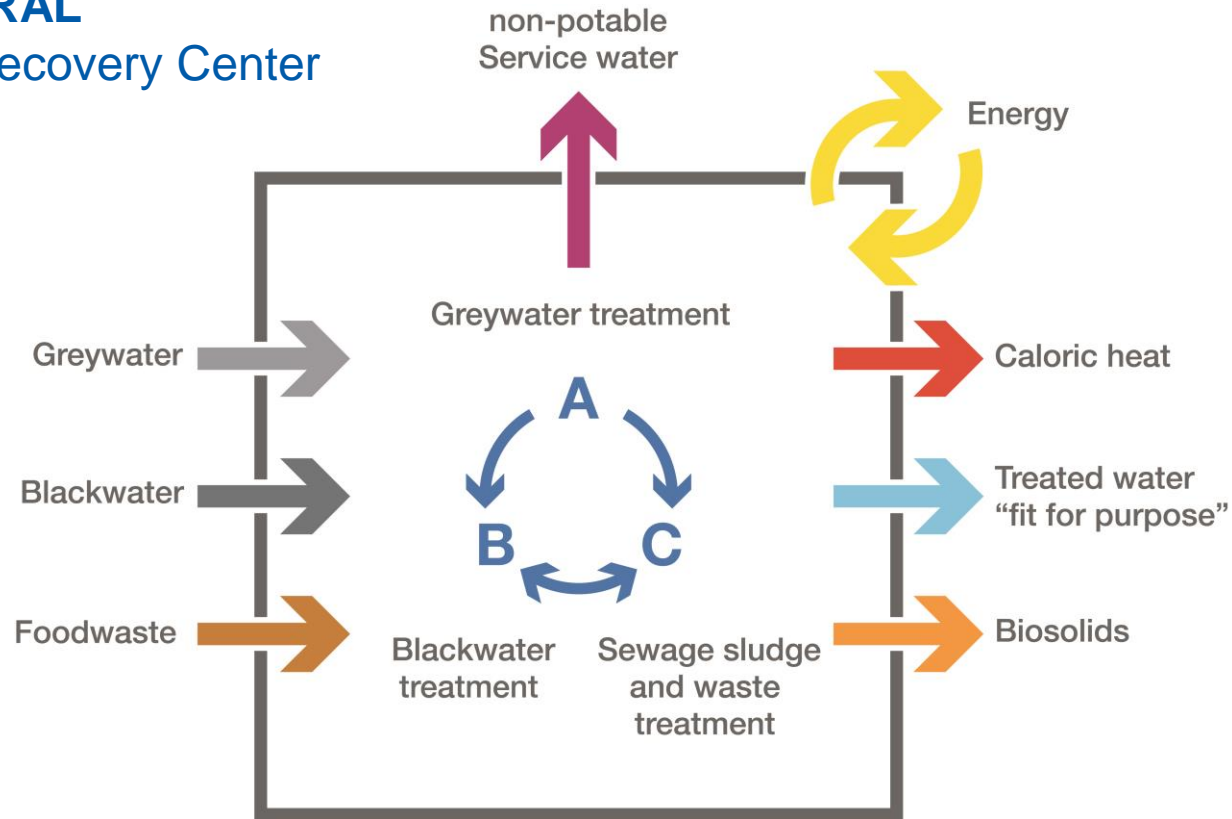 RAL
ecovery Center
non-potable
Service water
Energy
Greywater treatment
Greywater
Caloric heat
A
Blackwater
Treated water
“fit for purpose”
B
C
Foodwaste
Biosolids
Blackwater
treatment
Sewage sludge
and waste
treatment